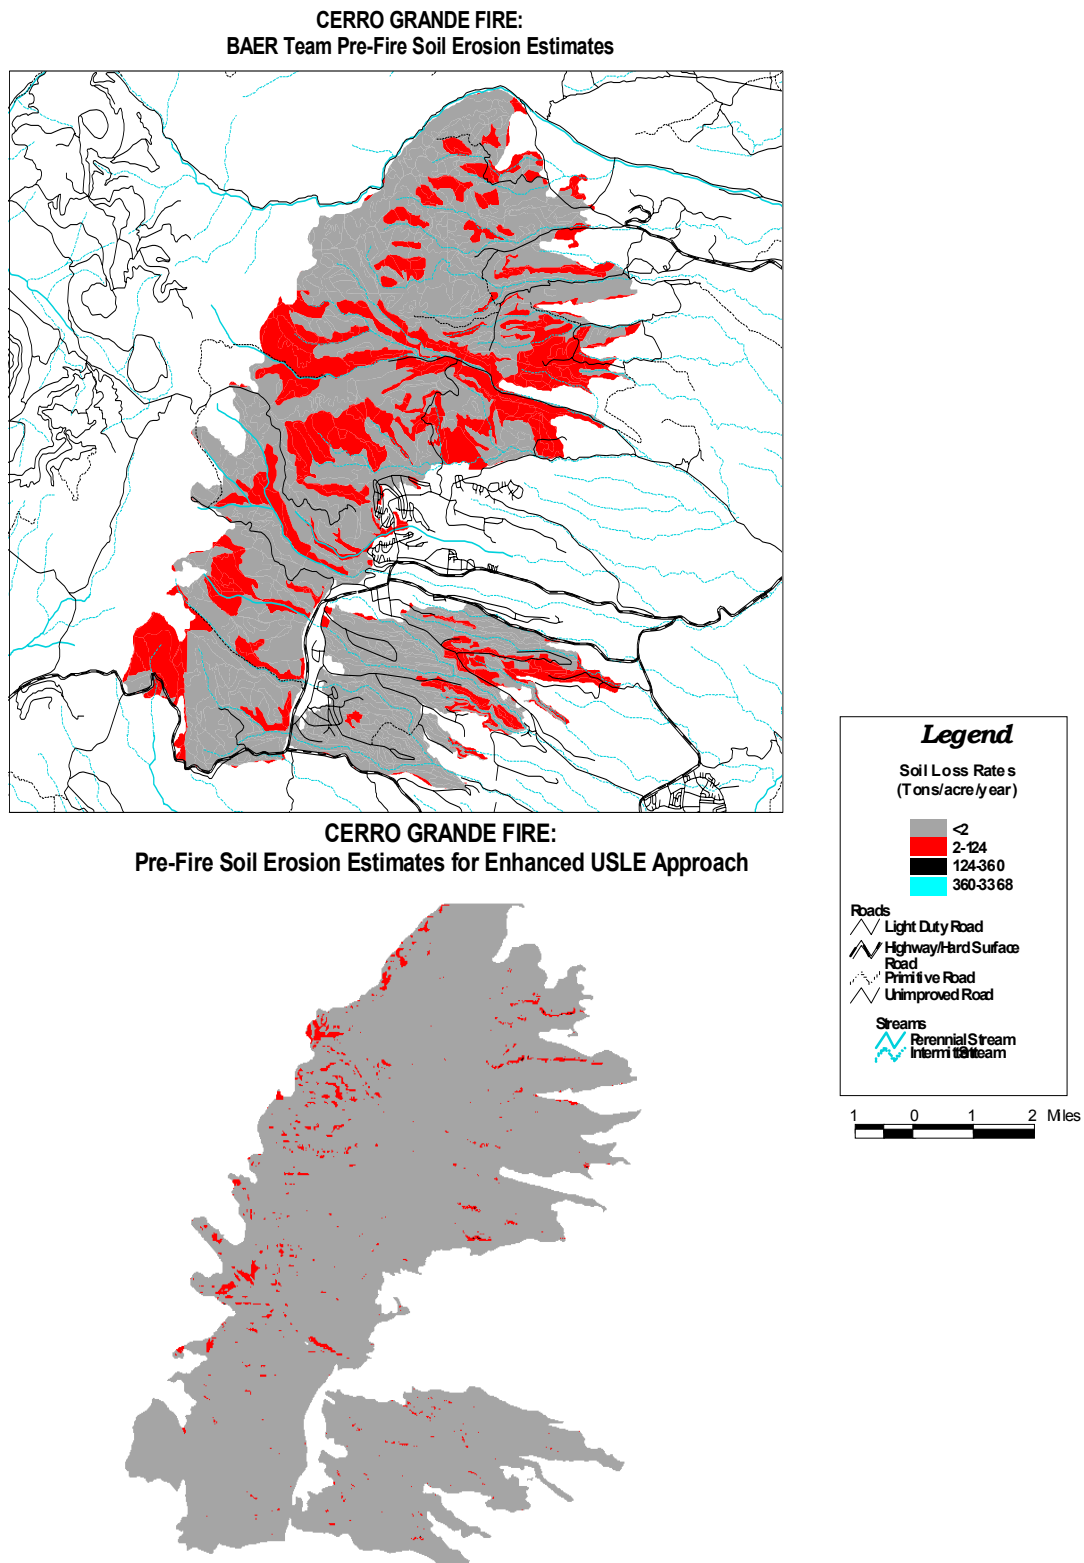 CERRO GRANDE FIRE:
BAER Team Pre-Fire Soil Erosion Estimates
CERRO GRANDE FIRE:
Pre-Fire Soil Erosion Estimates for Enhanced USLE Approach
Legend
Soil Loss Rates
(Tons/acre/year)
<2
2-124
124-360
360-3368
Roads
Light Duty Road
Highway/Hard Surface
Road
Primitive Road
Unimproved Road
Streams
Perennial Stream
1 0 1 2 Miles